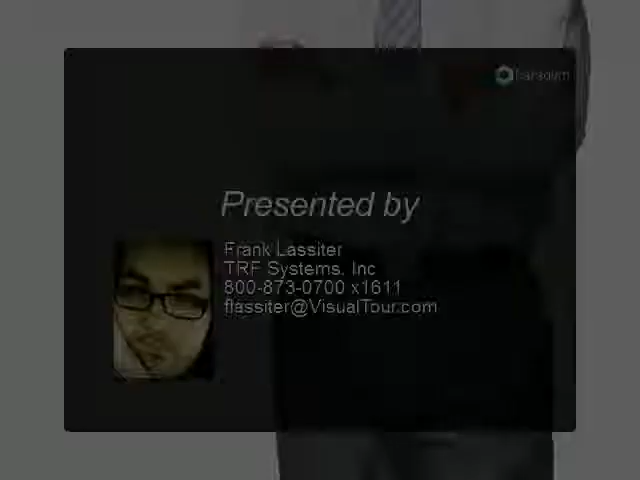 Presented by
Frank Lassiter
TRF Systems, Inc
800-873-0700 x1611
flassiter@VisualTour.com